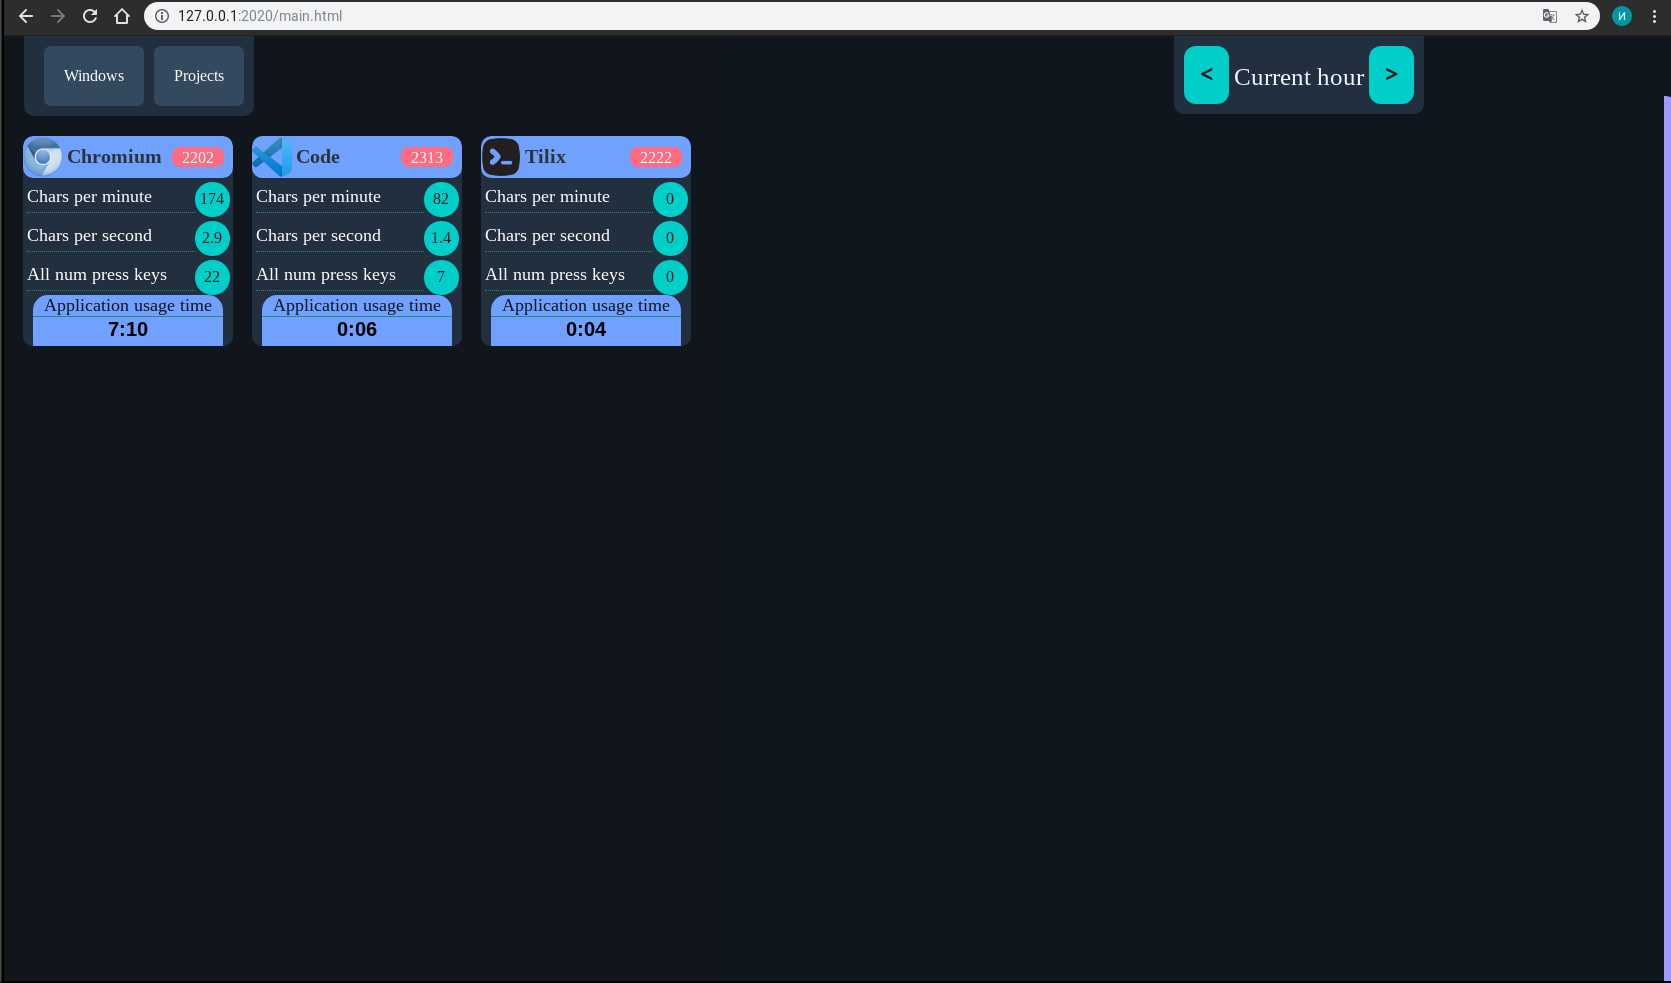 127.0.0.1:2020/main.html
И
Windows Projects
< Current hour >
Chromium 2202
Chars per minute 174
Chars per second 2.9
All num press keys 22
Application usage time
7:10
Code 2313
Chars per minute 82
Chars per second 1.4
All num press keys 7
Application usage time
0:06
Tilix 2222
Chars per minute 0
Chars per second 0
All num press keys 0
Application usage time
0:04